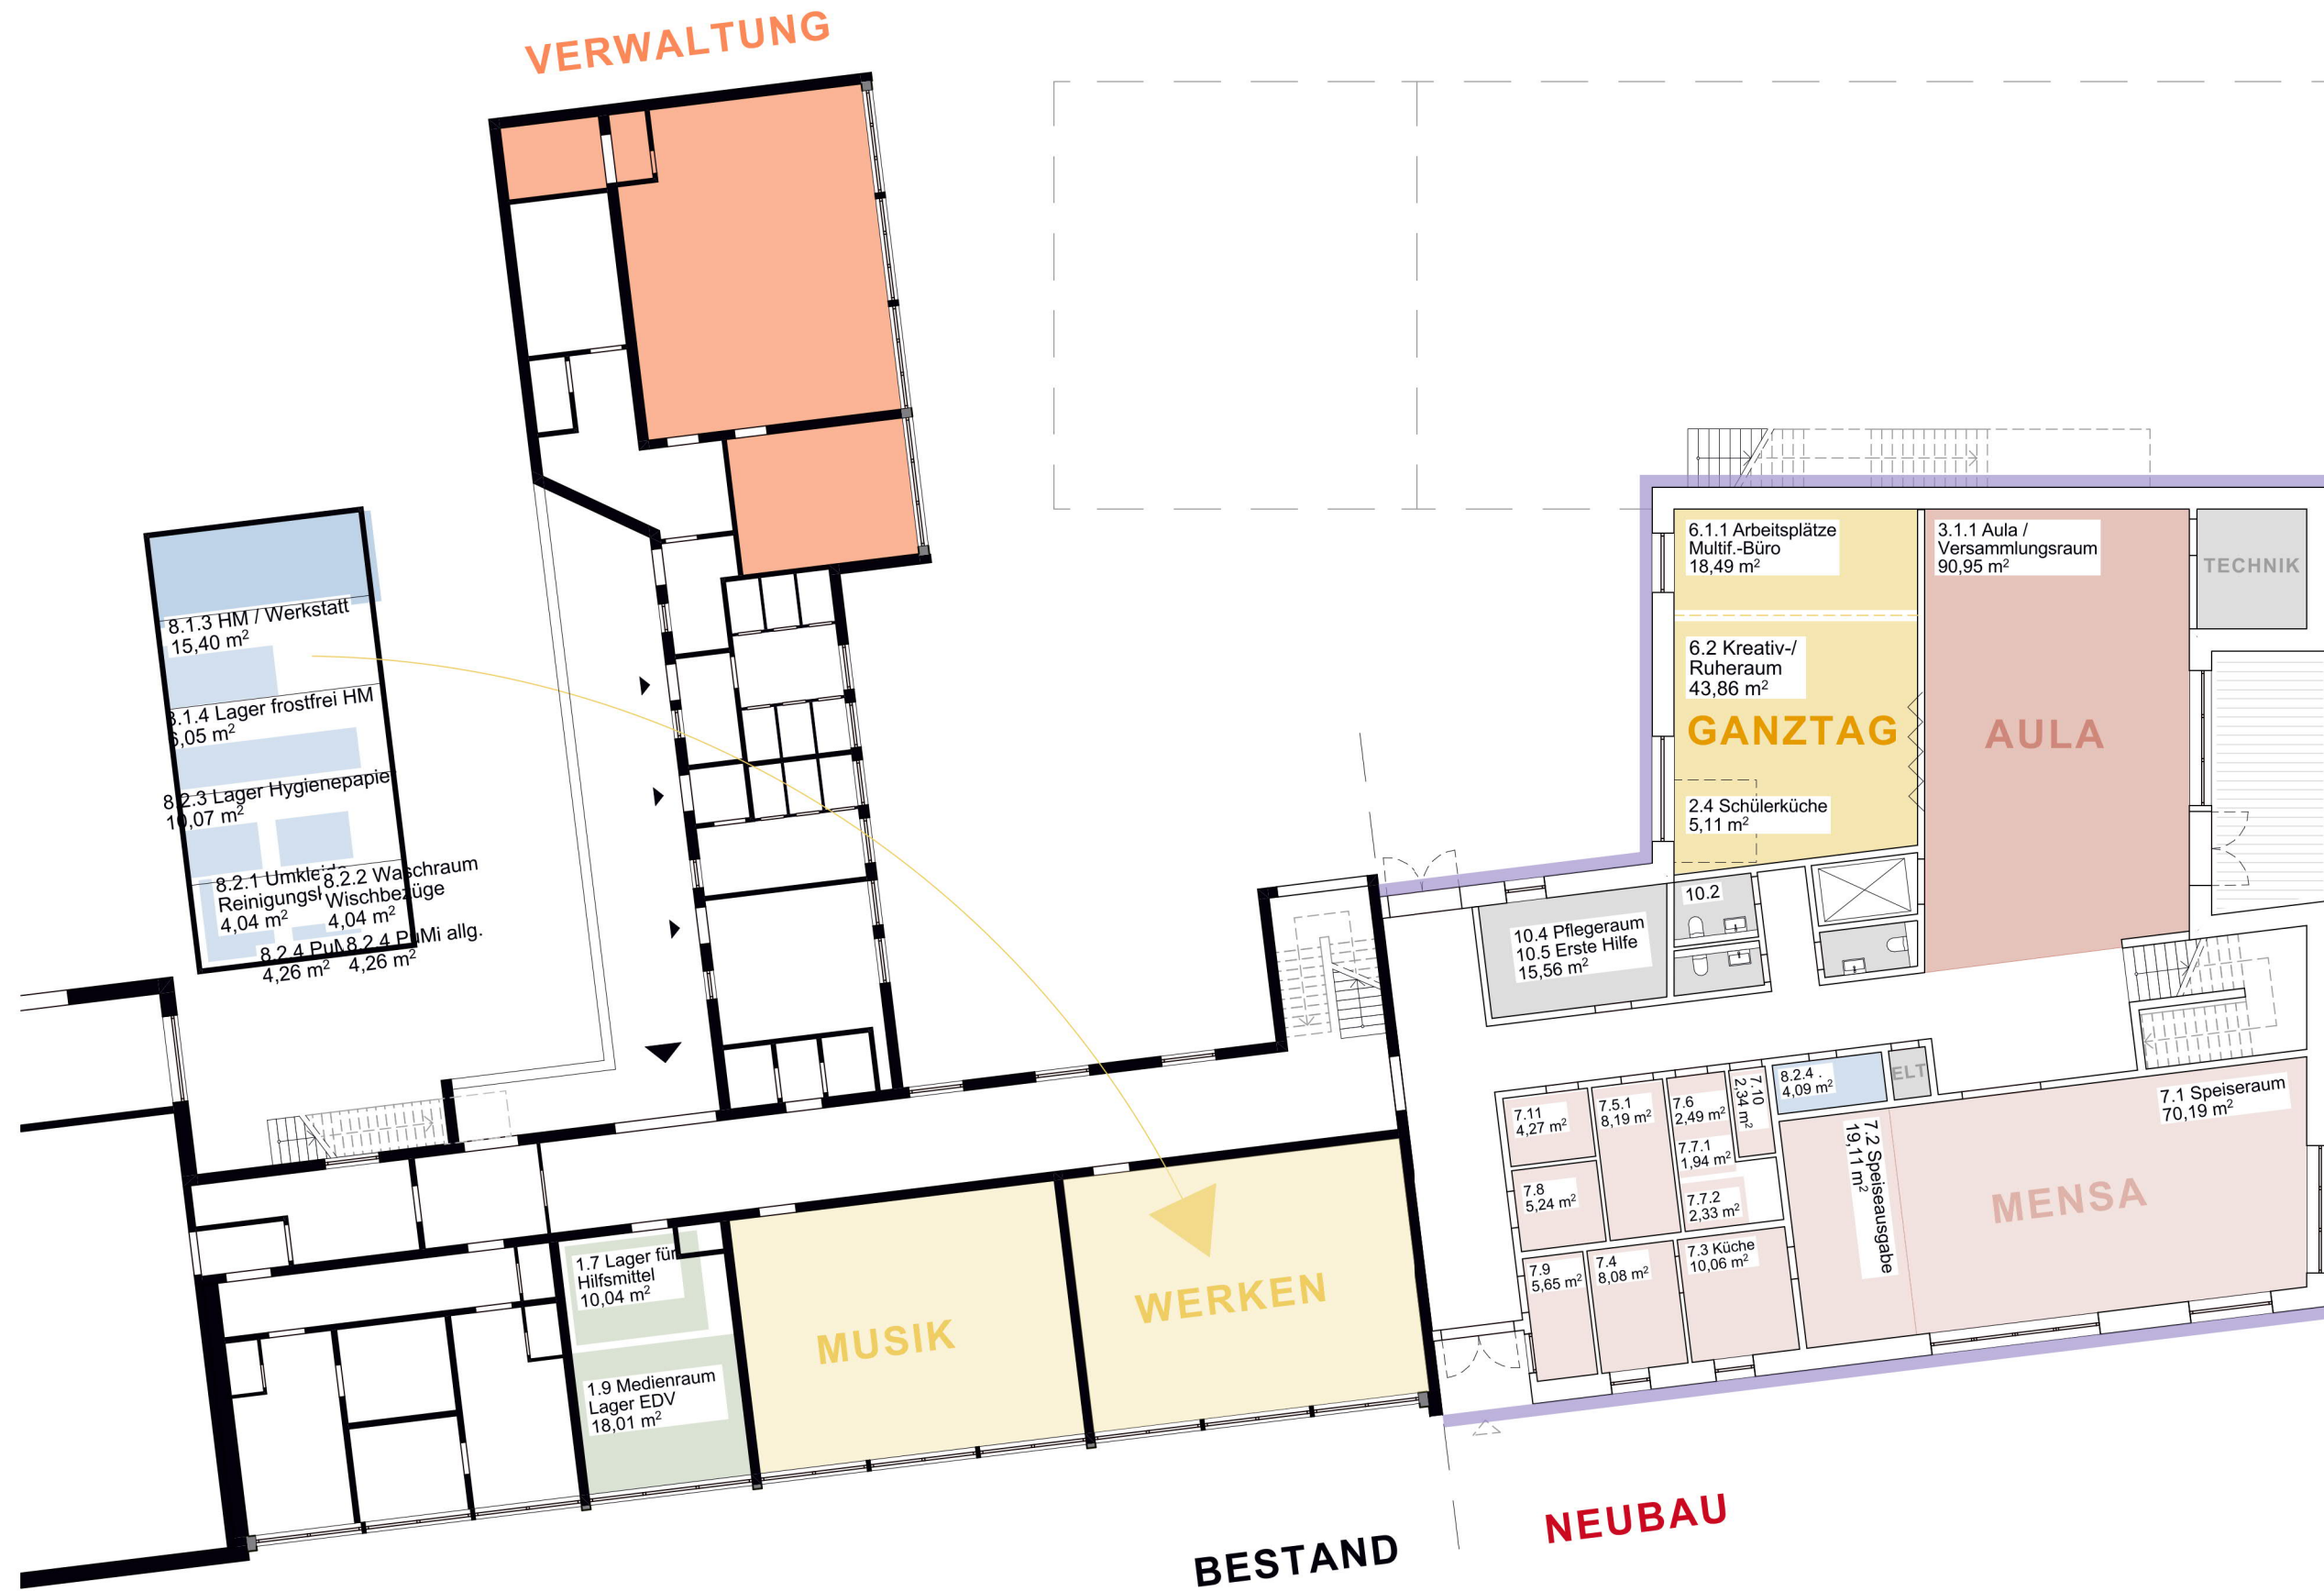 VERWALTUNG
8.1.3 HM / Werkstatt
15,40 m²
8.1.4 Lager frostfrei HM
6,05 m²
8.2.3 Lager Hygienepapier
10,07 m²
8.2.1 Umkleide
4,04 m²
8.2.2 Waschraum
Wischbezüge
4,04 m²
8.2.4
4,26 m²
8.2.4 PuMi allg.
4,26 m²
6.1.1 Arbeitsplätze
Multif.-Büro
18,49 m²
6.2 Kreativ-/
Ruheraum
43,86 m²
GANZTAG
2.4 Schülerküche
5,11 m²
3.1.1 Aula /
Versammlungsraum
90,95 m²
AULA
TECHNIK
10.2
10.4 Pflegeraum
10.5 Erste Hilfe
15,56 m²
7.11
4,27 m²
7.5.1
8,19 m²
7.6
2,49 m²
7.7.1
1,94 m²
7.7.2
2,33 m²
7.10
2,34 m²
8.2.4 .
4,09 m²
ELT
7.1 Speiseraum
70,19 m²
7.2 Speiseausgabe
19,11 m²
MENSA
7.8
5,24 m²
7.9
5,65 m²
7.4
8,08 m²
7.3 Küche
10,06 m²
1.7 Lager für
Hilfsmittel
10,04 m²
1.9 Medienraum
Lager EDV
18,01 m²
MUSIK
WERKEN
BESTAND
NEUBAU